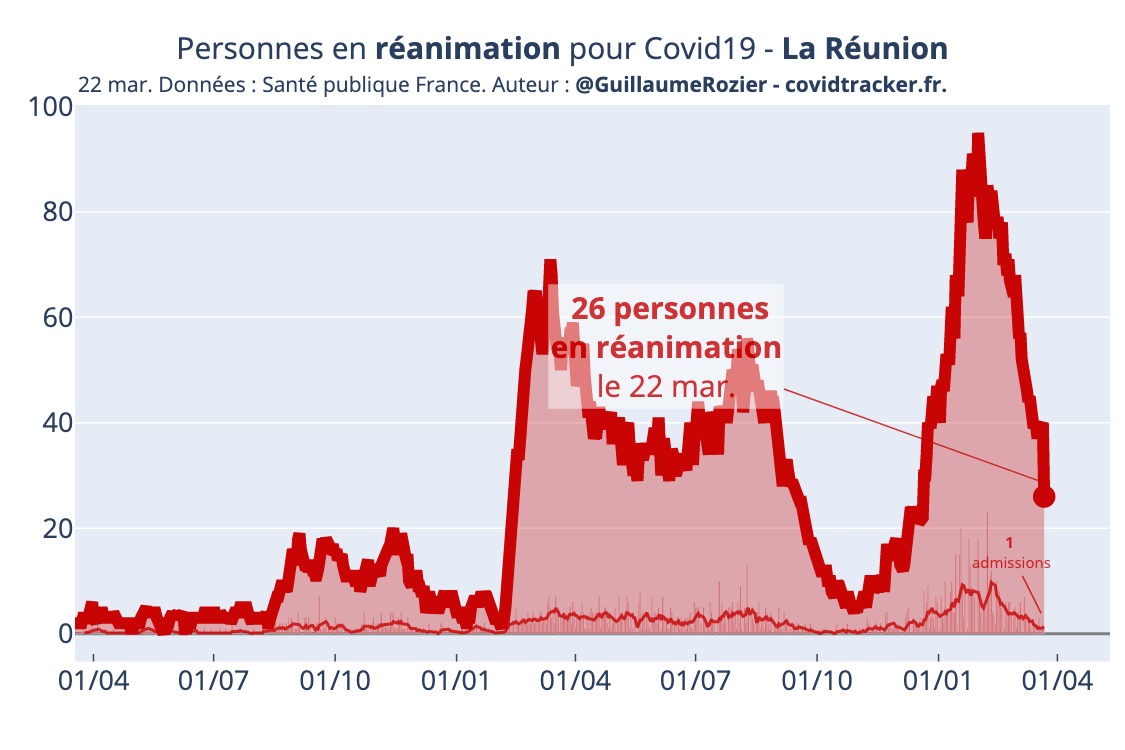 Personnes en réanimation pour Covid19 - La Réunion
22 mar. Données : Santé publique France. Auteur : @GuillaumeRozier - covidtracker.fr.
100
80
60
40
20
0
26 personnes
en réanimation
le 22 mar.
1
admissions
01/04 01/07 01/10 01/01 01/04 01/07 01/10 01/01 01/04